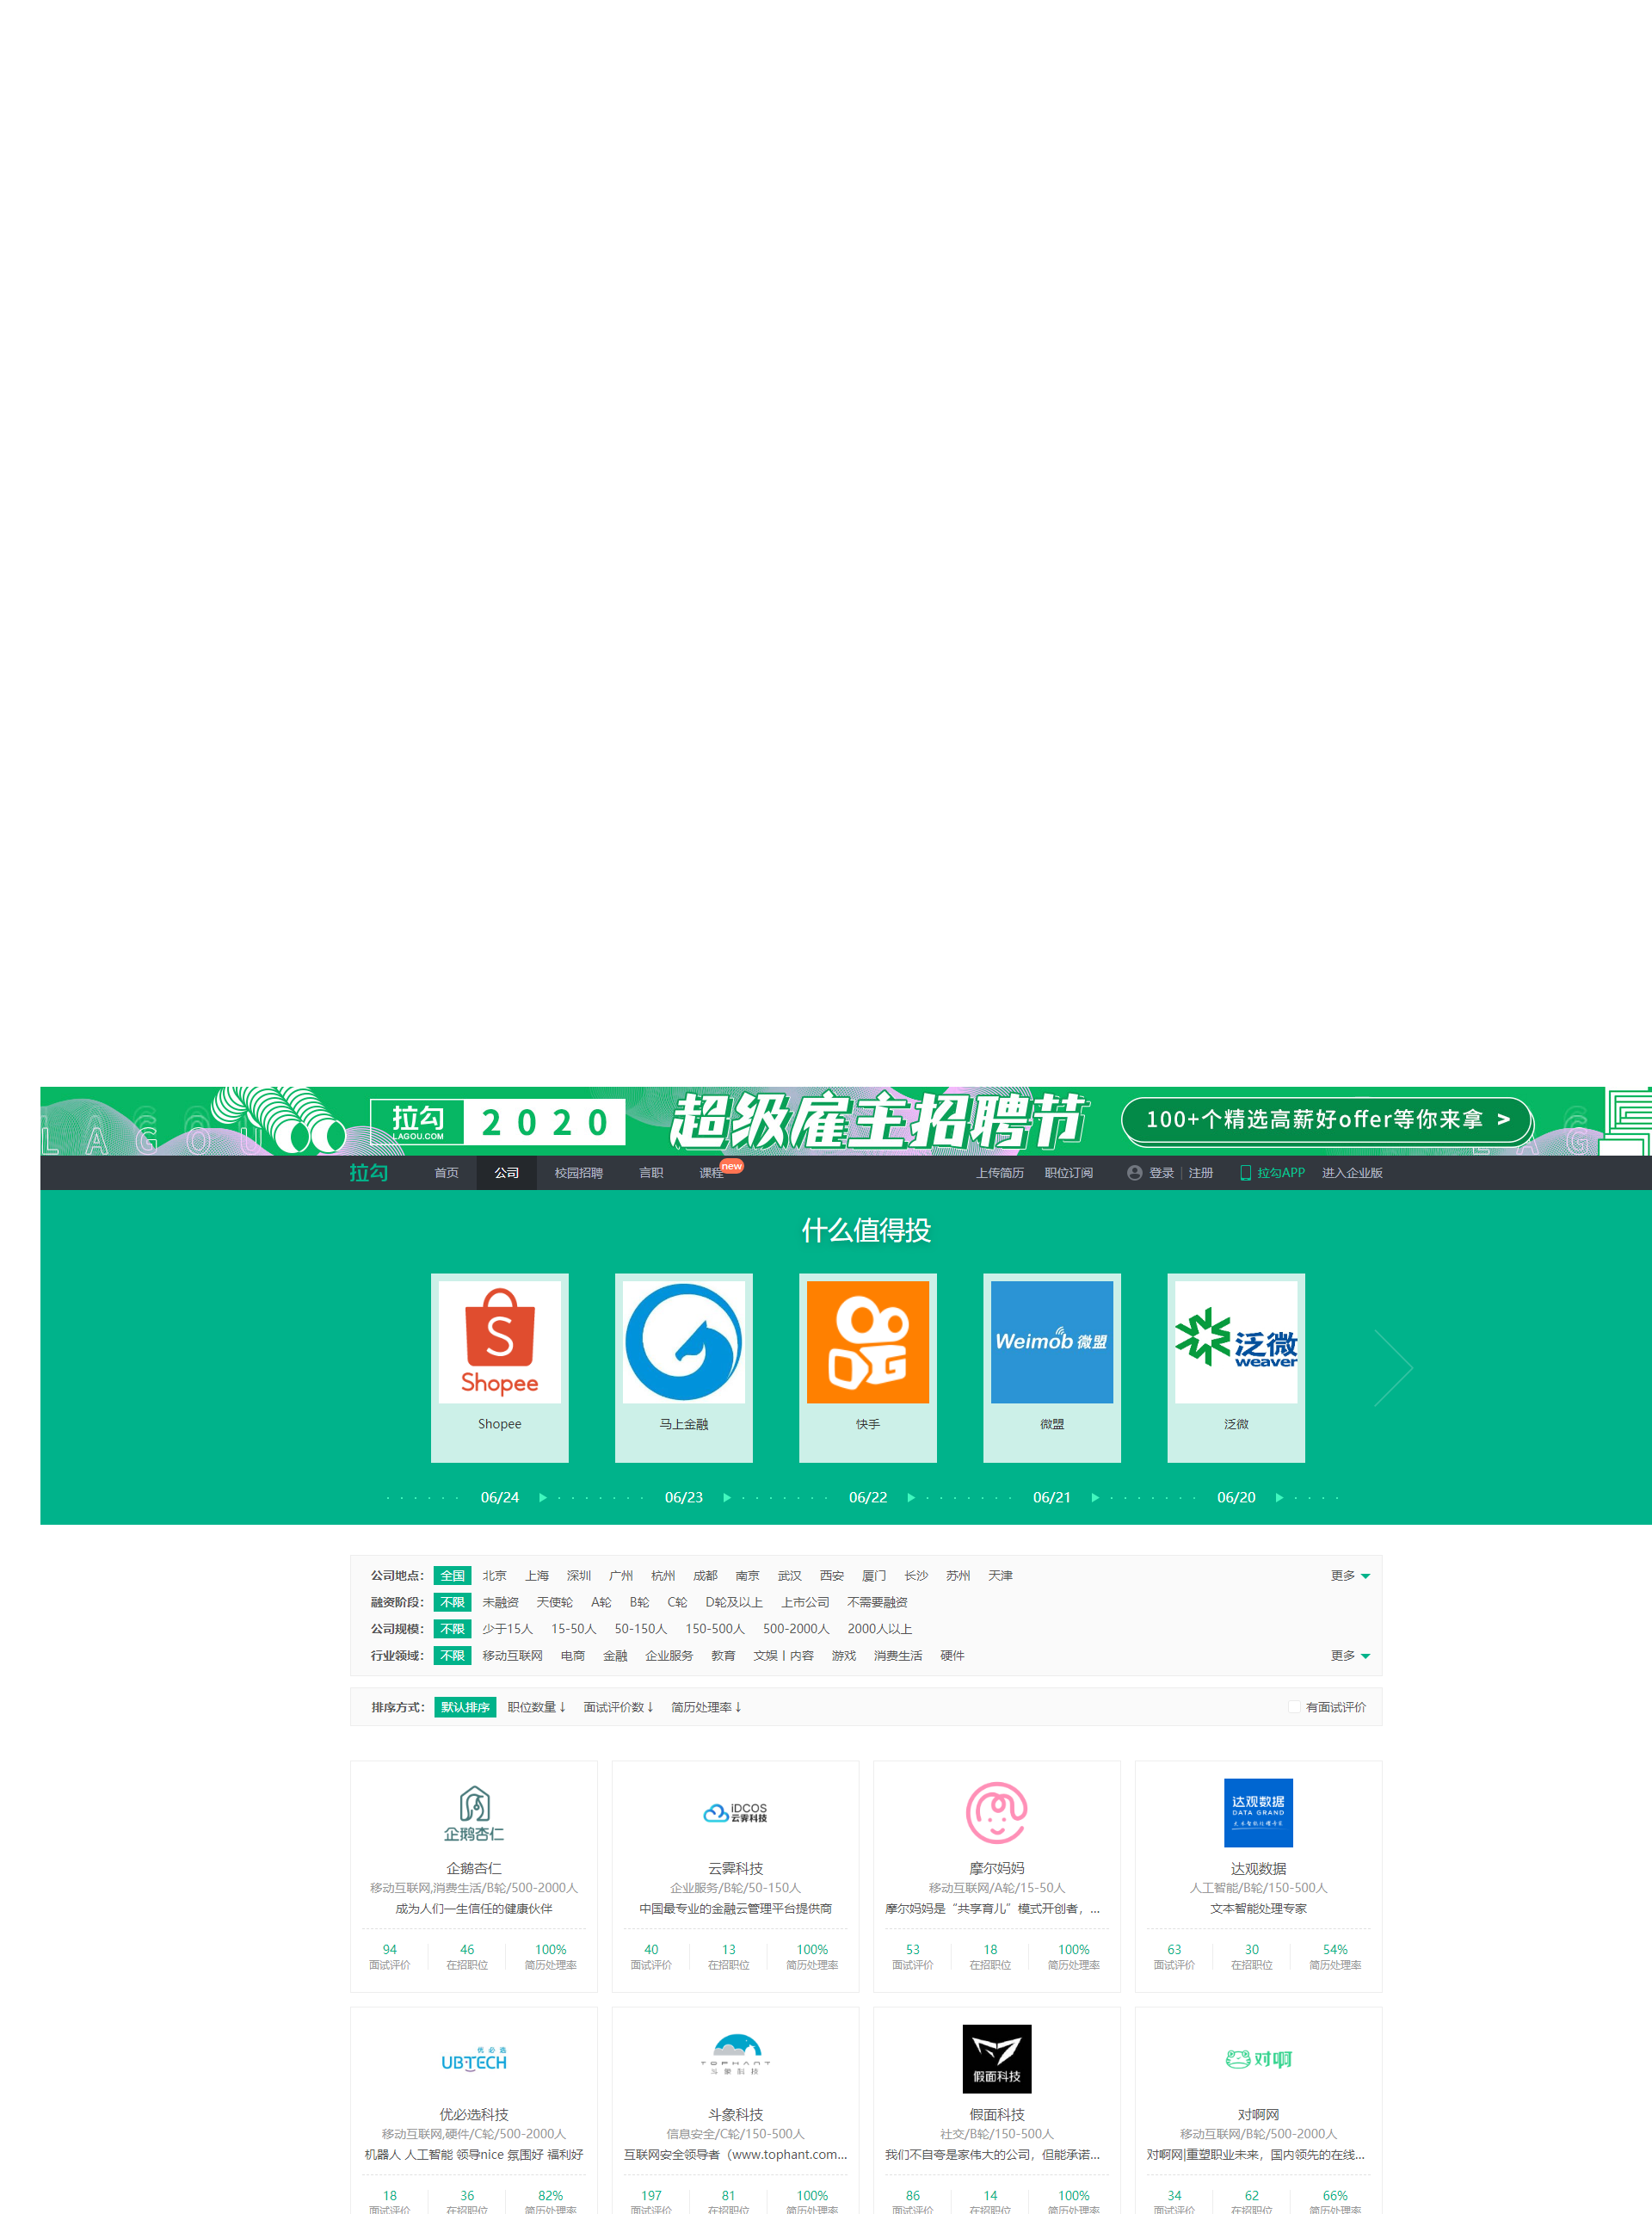 拉勾
LAGOU.COM
2020
超级雇主招聘节
100+个精选高薪好offer等你来拿 >
拉勾 首页 公司 校园招聘 言职 课程 new 上传简历 职位订阅 登录 | 注册 拉勾APP 进入企业版
什么值得投
S
Shopee
Weimob 微盟
泛微
weaver
Shopee 马上金融 快手 微盟 泛微
06/24 06/23 06/22 06/21 06/20
公司地点： 全国 北京 上海 深圳 广州 杭州 成都 南京 武汉 西安 厦门 长沙 苏州 天津 更多
融资阶段： 不限 未融资 天使轮 A轮 B轮 C轮 D轮及以上 上市公司 不需要融资
公司规模： 不限 少于15人 15-50人 50-150人 150-500人 500-2000人 2000人以上
行业领域： 不限 移动互联网 电商 金融 企业服务 教育 文娱丨内容 游戏 消费生活 硬件 更多
排序方式： 默认排序 职位数量↓ 面试评价数↓ 简历处理率↓ 有面试评价
企鹅杏仁
iDCOS
云霁科技
达观数据
DATA GRAND
企鹅杏仁 云霁科技 摩尔妈妈 达观数据
移动互联网,消费生活/B轮/500-2000人 企业服务/B轮/50-150人 移动互联网/A轮/15-50人 人工智能/B轮/150-500人
成为人们一生信任的健康伙伴 中国最专业的金融云管理平台提供商 摩尔妈妈是“共享育儿”模式开创者，... 文本智能处理专家
94 46 100% 40 13 100% 53 18 100% 63 30 54%
面试评价 在招职位 简历处理率 面试评价 在招职位 简历处理率 面试评价 在招职位 简历处理率 面试评价 在招职位 简历处理率
优必选
UBTECH
TOPHANT
斗象科技
假面科技
对啊
优必选科技 斗象科技 假面科技 对啊网
移动互联网,硬件/C轮/500-2000人 信息安全/C轮/150-500人 社交/B轮/150-500人 移动互联网/B轮/500-2000人
机器人 人工智能 领导nice 氛围好 福利好 互联网安全领导者（www.tophant.com... 我们不自夸是家伟大的公司，但能承诺... 对啊网|重塑职业未来，国内领先的在线...
18 36 82% 197 81 100% 86 14 100% 34 62 66%
面试评价 在招职位 简历处理率 面试评价 在招职位 简历处理率 面试评价 在招职位 简历处理率 面试评价 在招职位 简历处理率